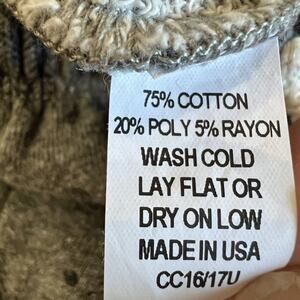 75% COTTON
20% POLY 5% RAYON
WASH COLD
LAY FLAT OR
DRY ON LOW
MADE IN USA
CC16/17U